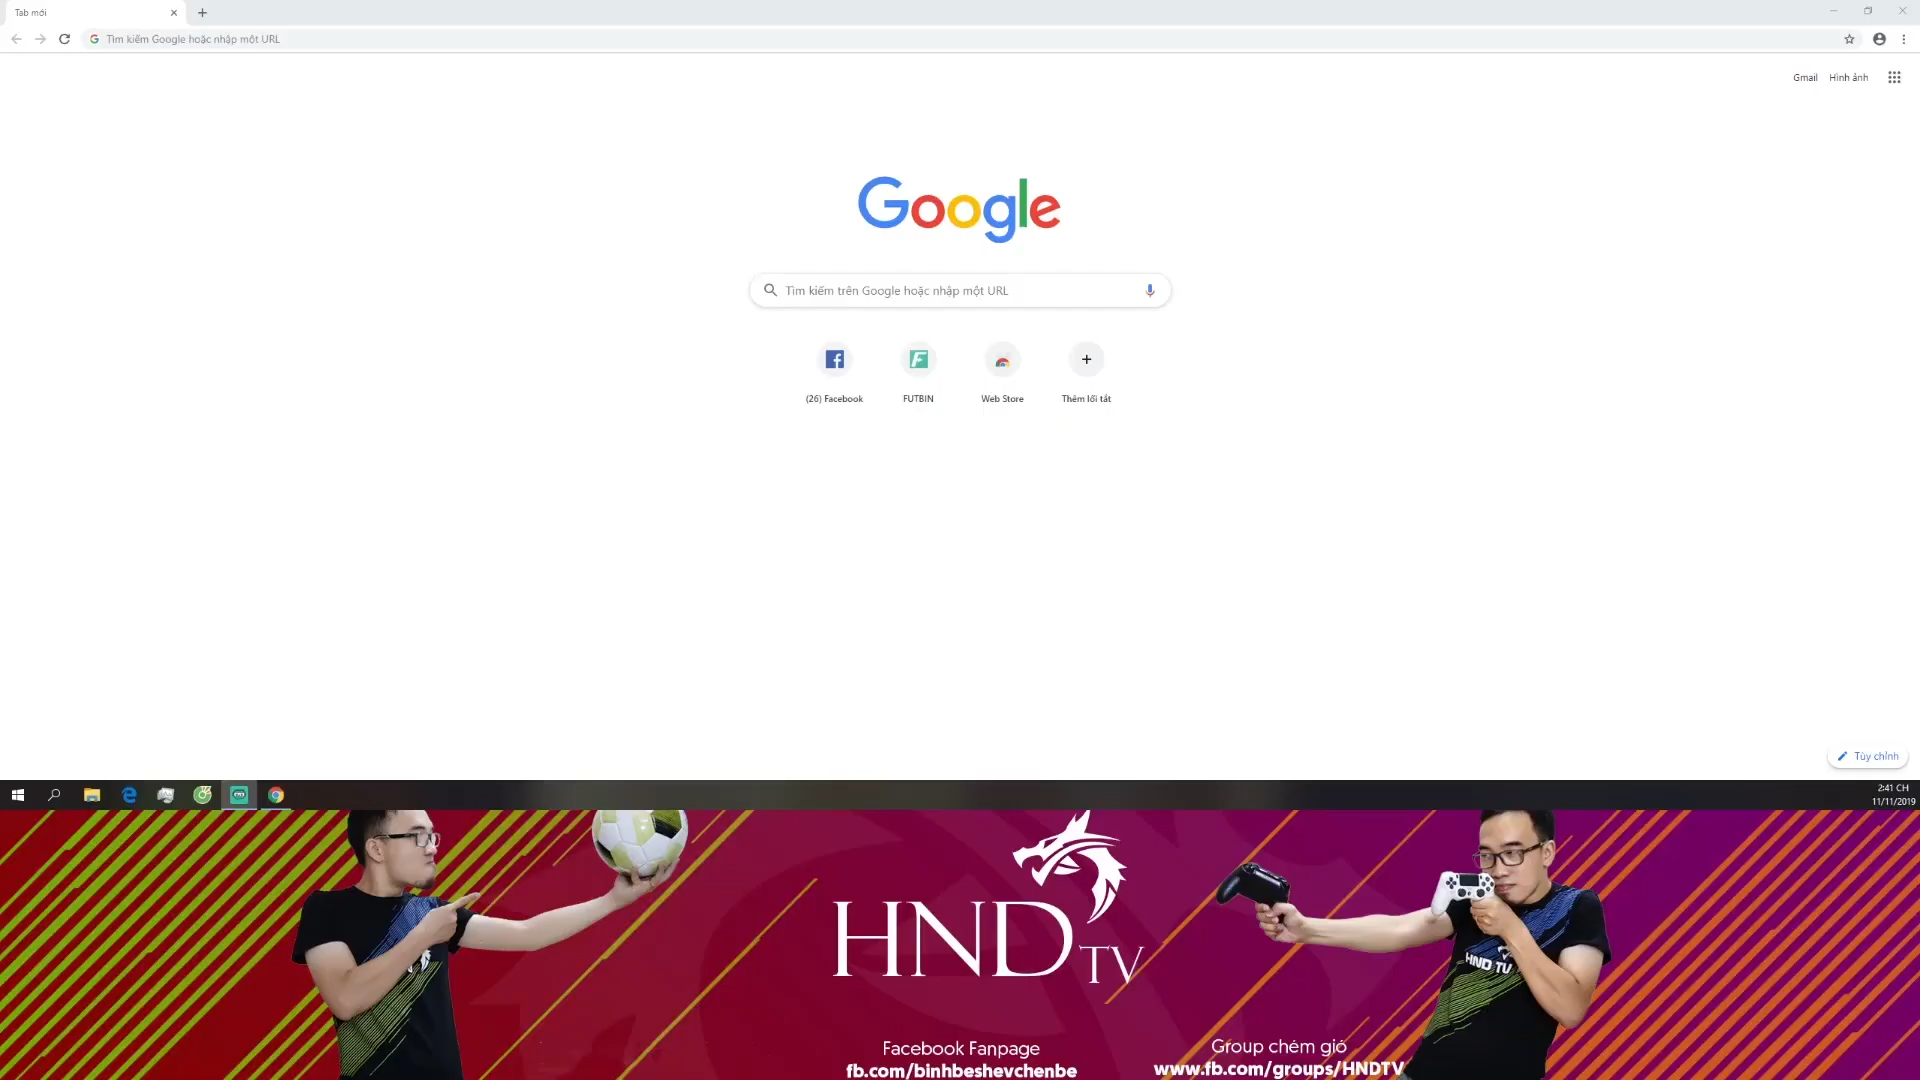 Tab mới
Tìm kiếm Google hoặc nhập một URL
Gmail Hình ảnh
Google
Tìm kiếm trên Google hoặc nhập một URL
(26) Facebook FUTBIN Web Store Thêm lối tắt
Tùy chỉnh
2:41 CH
11/11/2019
HND TV
HND TV
Facebook Fanpage
fb.com/binhbeshevchenbe
Group chém gió
www.fb.com/groups/HNDTV